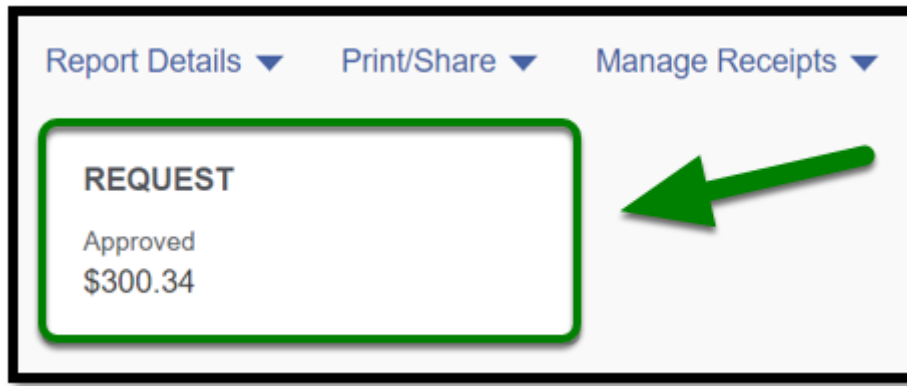 Report Details Print/Share Manage Receipts
REQUEST
Approved
$300.34